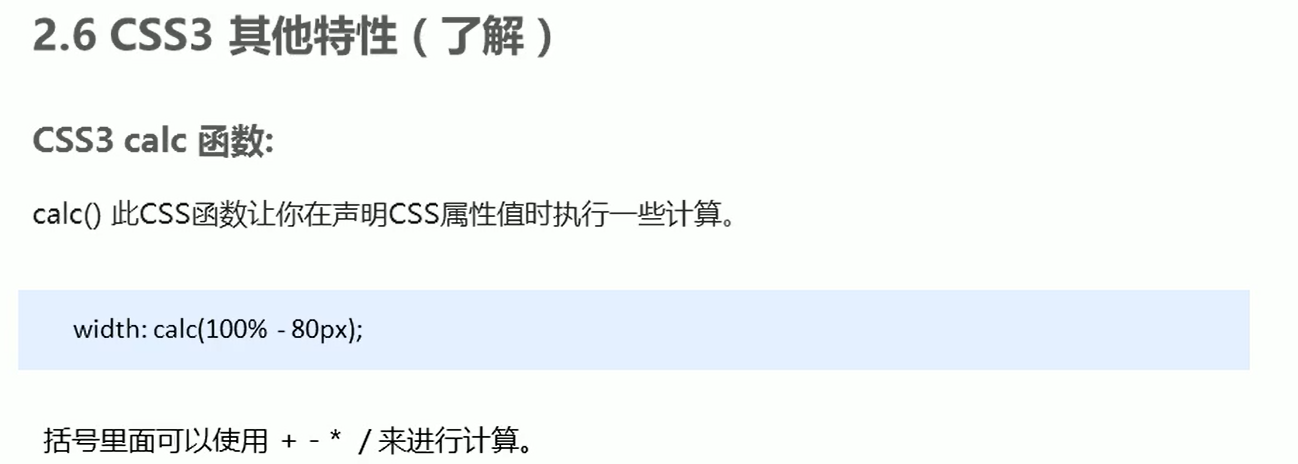 2.6 CSS3 其他特性（了解）
CSS3 calc 函数:
calc() 此CSS函数让你在声明CSS属性值时执行一些计算。
width: calc(100% - 80px);
括号里面可以使用 + - * / 来进行计算。